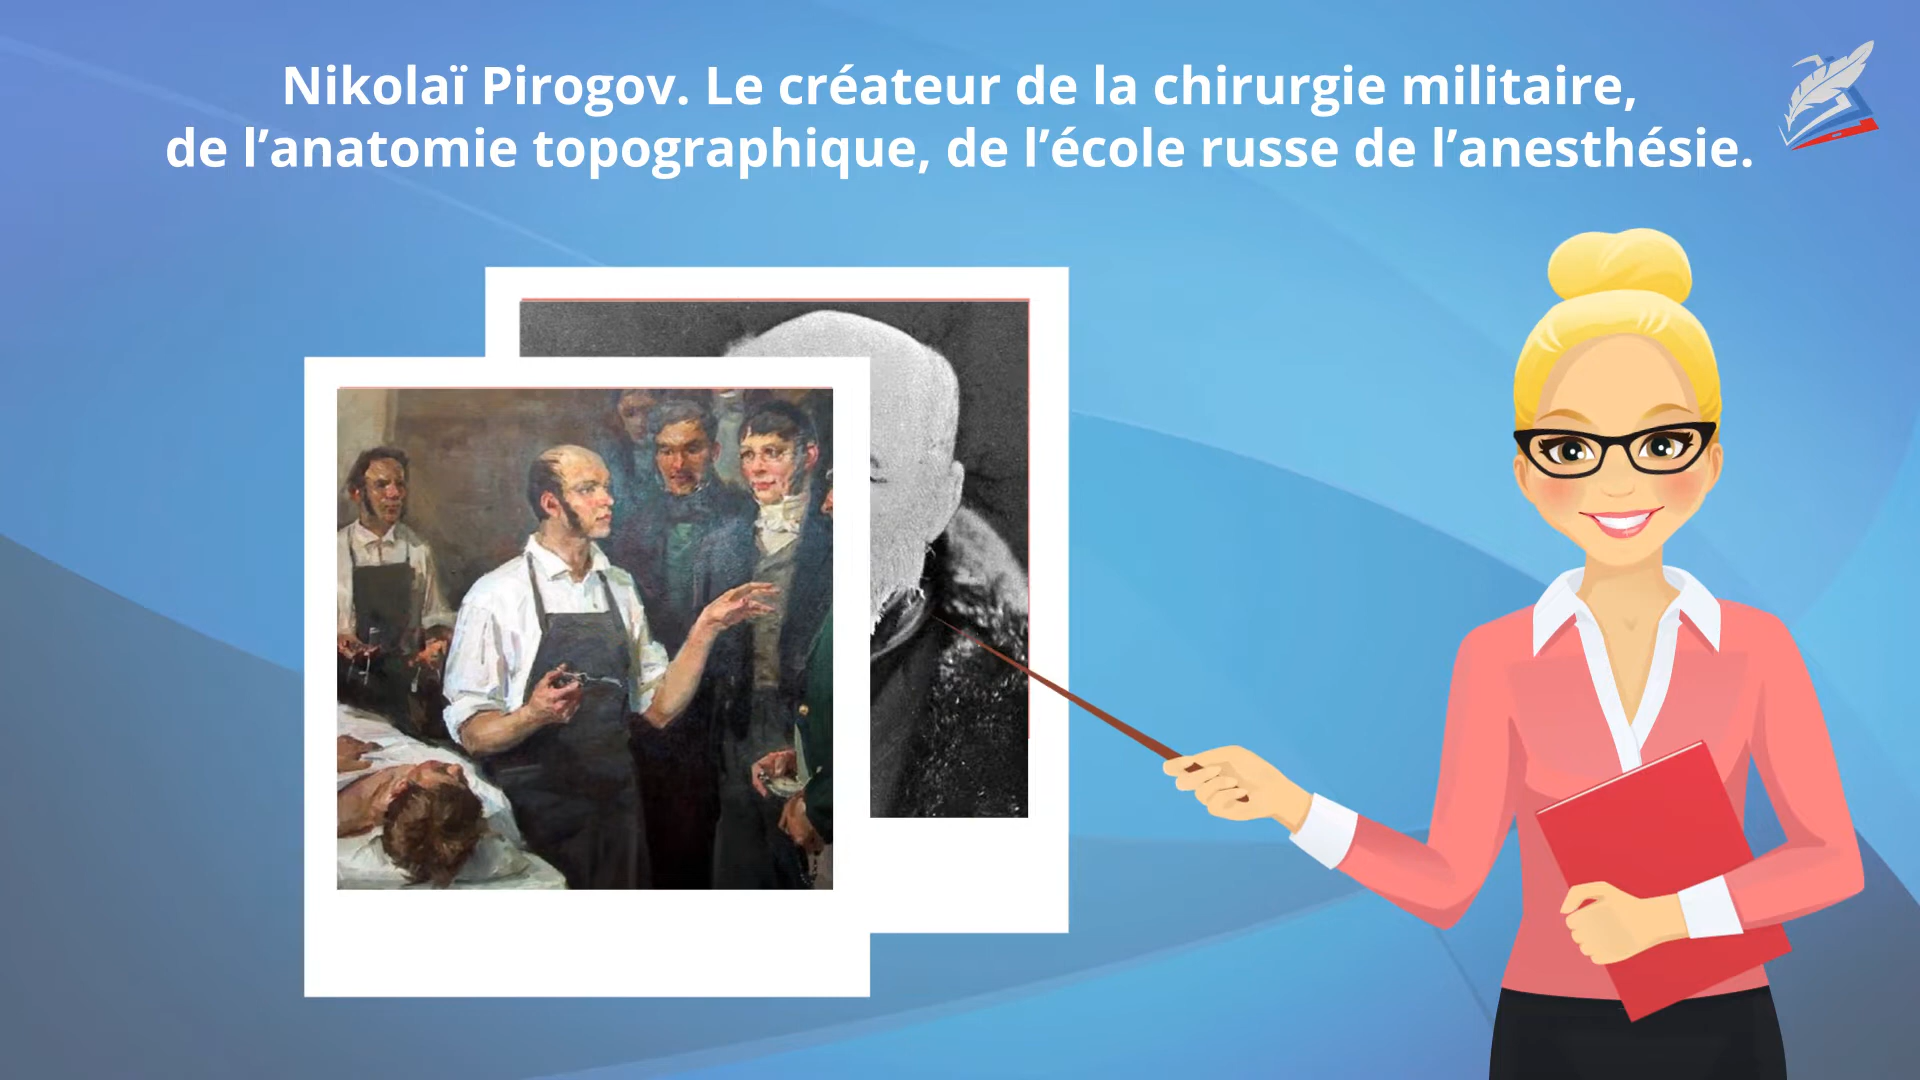 Nikolaï Pirogov. Le créateur de la chirurgie militaire,
de l’anatomie topographique, de l’école russe de l’anesthésie.